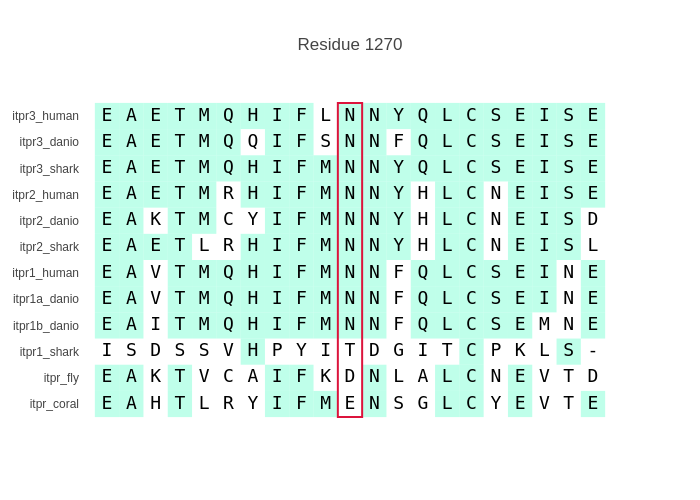 Residue 1270
itpr3_human E A E T M Q H I F L N N Y Q L C S E I S E
itpr3_danio E A E T M Q Q I F S N N F Q L C S E I S E
itpr3_shark E A E T M Q H I F M N N Y Q L C S E I S E
itpr2_human E A E T M R H I F M N N Y H L C N E I S E
itpr2_danio E A K T M C Y I F M N N Y H L C N E I S D
itpr2_shark E A E T L R H I F M N N Y H L C N E I S L
itpr1_human E A V T M Q H I F M N N F Q L C S E I N E
itpr1a_danio E A V T M Q H I F M N N F Q L C S E I N E
itpr1b_danio E A I T M Q H I F M N N F Q L C S E M N E
itpr1_shark I S D S S V H P Y I T D G I T C P K L S -
itpr_fly E A K T V C A I F K D N L A L C N E V T D
itpr_coral E A H T L R Y I F M E N S G L C Y E V T E